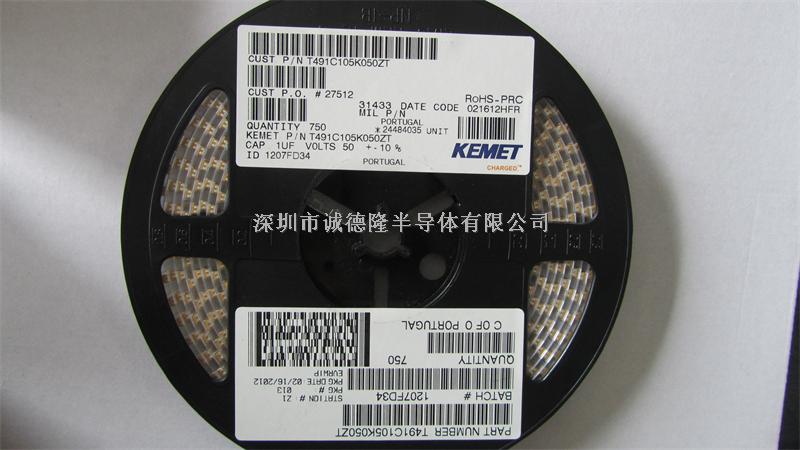 CUST P/N T491C105K050ZT
CUST P.O. # 27512
RoHS-PRC
31433 DATE CODE 021612HFR
MIL P/N
PORTUGAL
QUANTITY 750
*24484035 UNIT
KEMET P/N T491C105K050ZT
CAP 1UF VOLTS 50 +-10 %
ID 1207FD34
PORTUGAL
KEMET
CHARGED.™
深圳市诚德隆半导体有限公司
PART NUMBER T491C105K050ZT
BATCH # 1207FD34
STATION # Z1
PKG # 013
PKG DATE: 02/16/2012
EVRW1P
QUANTITY 750
C OF O PORTUGAL